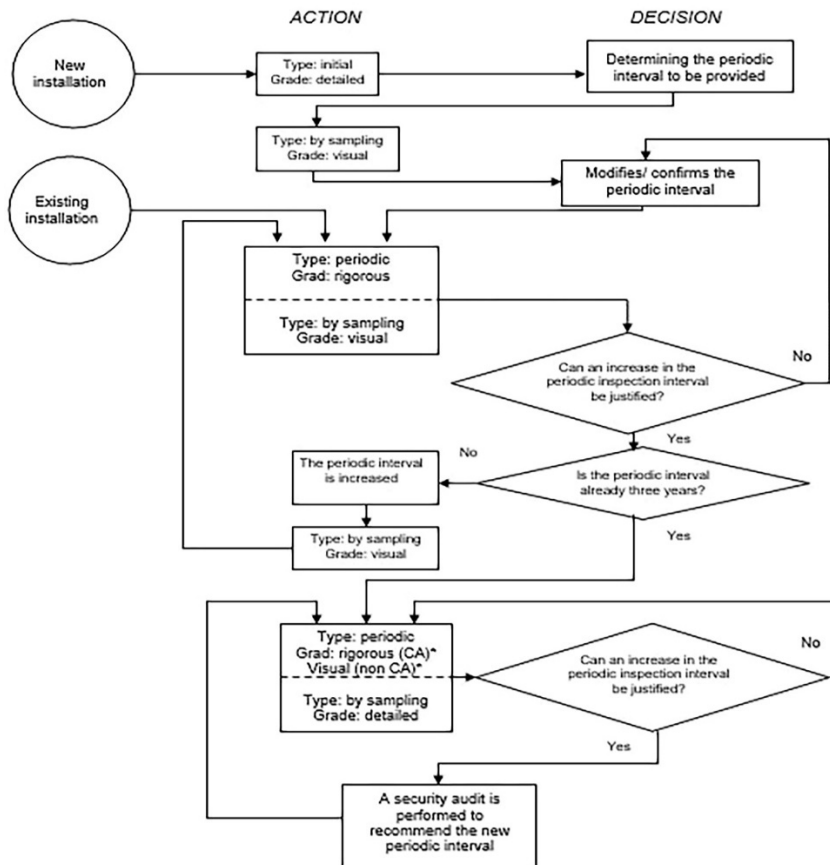 ACTION
DECISION
New
installation
Type: initial
Grade: detailed
Determining the periodic
interval to be provided
Type: by sampling
Grade: visual
Modifies/ confirms the
periodic interval
Existing
installation
Type: periodic
Grad: rigorous
Type: by sampling
Grade: visual
Can an increase in the
periodic inspection interval
be justified?
No
Yes
Is the periodic interval
already three years?
No
The periodic interval
is increased
Type: by sampling
Grade: visual
Yes
Type: periodic
Grad: rigorous (CA)*
Visual (non CA)*
Type: by sampling
Grade: detailed
Can an increase in the
periodic inspection interval
be justified?
No
Yes
A security audit is
performed to
recommend the new
periodic interval